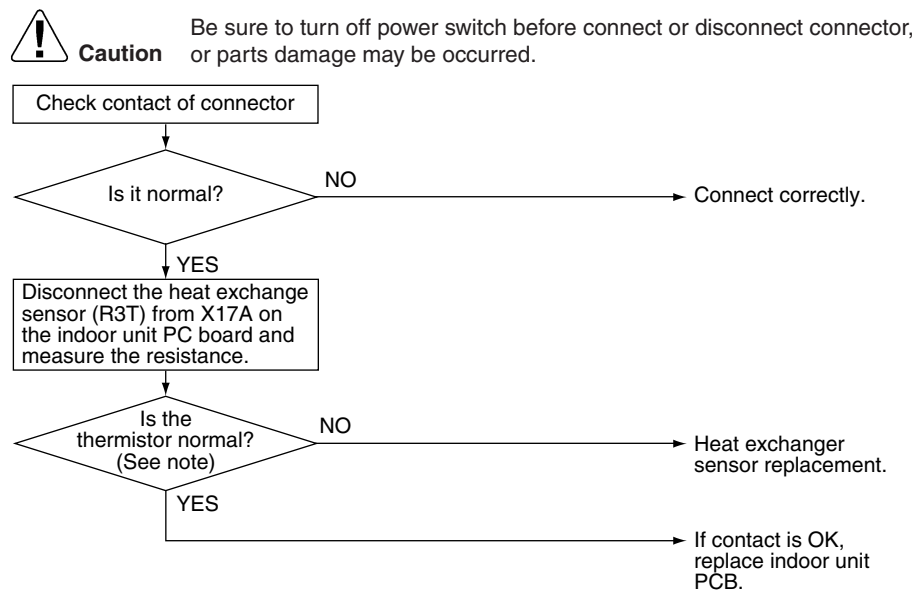 Be sure to turn off power switch before connect or disconnect connector,
Caution or parts damage may be occurred.
Check contact of connector
Is it normal?
NO
Connect correctly.
YES
Disconnect the heat exchange
sensor (R3T) from X17A on
the indoor unit PC board and
measure the resistance.
Is the
thermistor normal?
(See note)
NO
Heat exchanger
sensor replacement.
YES
If contact is OK,
replace indoor unit
PCB.